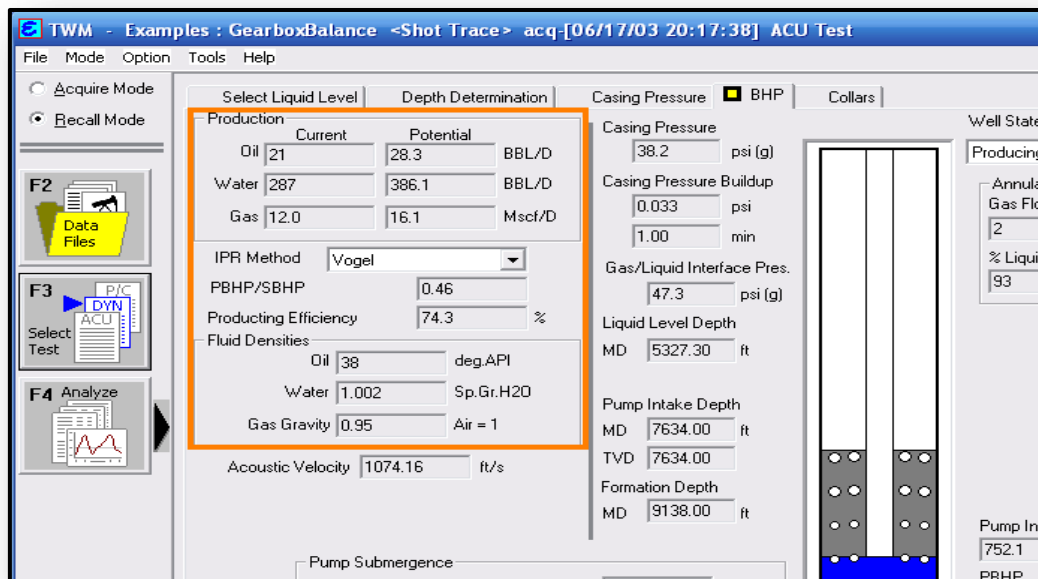 TWM - Examples : GearboxBalance <Shot Trace> acq-[06/17/03 20:17:38] ACU Test
File Mode Option Tools Help
Acquire Mode
Recall Mode
F2
Data
Files
F3
P/C
DYN
ACU
Select
Test
F4 Analyze
Select Liquid Level
Depth Determination
Casing Pressure
BHP
Collars
Production
Current Potential
Oil 21 28.3 BBL/D
Water 287 386.1 BBL/D
Gas 12.0 16.1 Mscf/D
IPR Method Vogel
PBHP/SBHP 0.46
Producting Efficiency 74.3 %
Fluid Densities
Oil 38 deg.API
Water 1.002 Sp.Gr.H2O
Gas Gravity 0.95 Air = 1
Acoustic Velocity 1074.16 ft/s
Pump Submergence
Casing Pressure
38.2 psi (g)
Casing Pressure Buildup
0.033 psi
1.00 min
Gas/Liquid Interface Pres.
47.3 psi (g)
Liquid Level Depth
MD 5327.30 ft
Pump Intake Depth
MD 7634.00 ft
TVD 7634.00
Formation Depth
MD 9138.00 ft
Well State
Producing
Annula
Gas Flo
2
% Liqui
93
Pump In
752.1
PBHP